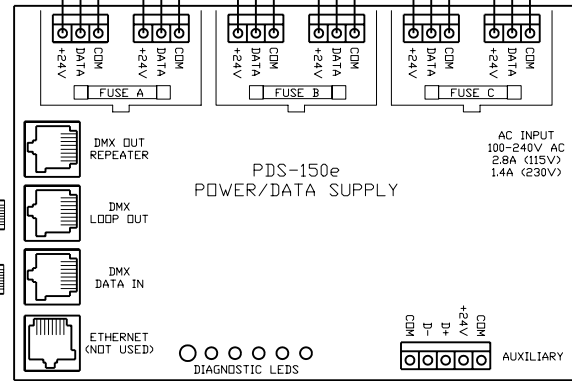 +24V DATA COM +24V DATA COM +24V DATA COM +24V DATA COM +24V DATA COM +24V DATA COM
FUSE A FUSE B FUSE C
DMX OUT
REPEATER
AC INPUT
100-240V AC
2.8A (115V)
1.4A (230V)
PDS-150e
POWER/DATA SUPPLY
DMX
LOOP OUT
DMX
DATA IN
ETHERNET
(NOT USED)
DIAGNOSTIC LEDS
COM D- D+ +24V COM
AUXILIARY